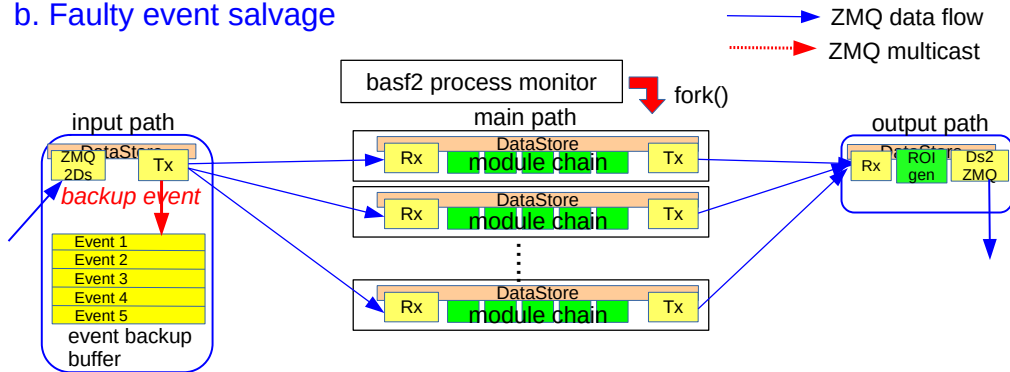 b. Faulty event salvage
ZMQ data flow
ZMQ multicast
basf2 process monitor
fork()
input path
main path
output path
DataStore
ZMQ
2Ds
Tx
backup event
Event 1
Event 2
Event 3
Event 4
Event 5
event backup
buffer
DataStore
Rx
module chain
Tx
DataStore
Rx
module chain
Tx
DataStore
Rx
module chain
Tx
DataStore
Rx
ROI
gen
Ds2
ZMQ